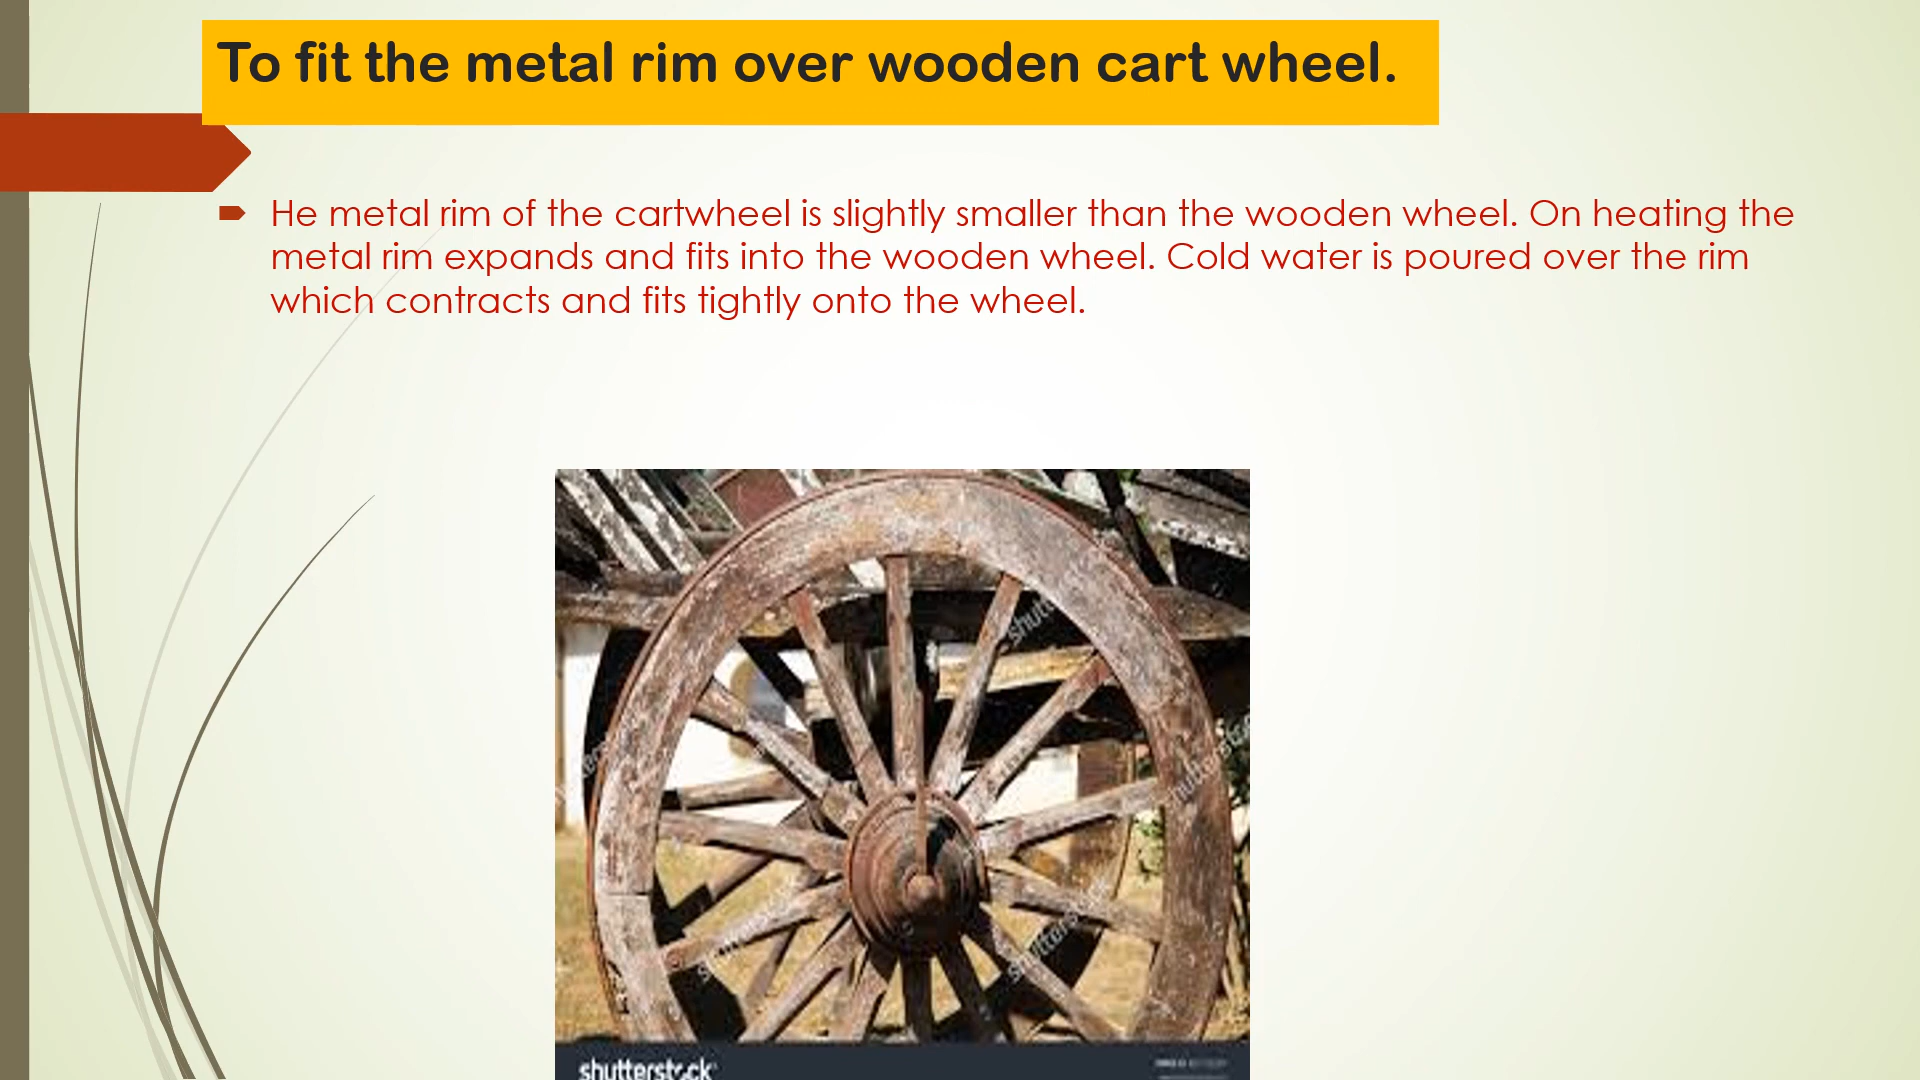 To fit the metal rim over wooden cart wheel.
He metal rim of the cartwheel is slightly smaller than the wooden wheel. On heating the
metal rim expands and fits into the wooden wheel. Cold water is poured over the rim
which contracts and fits tightly onto the wheel.
shutterstock